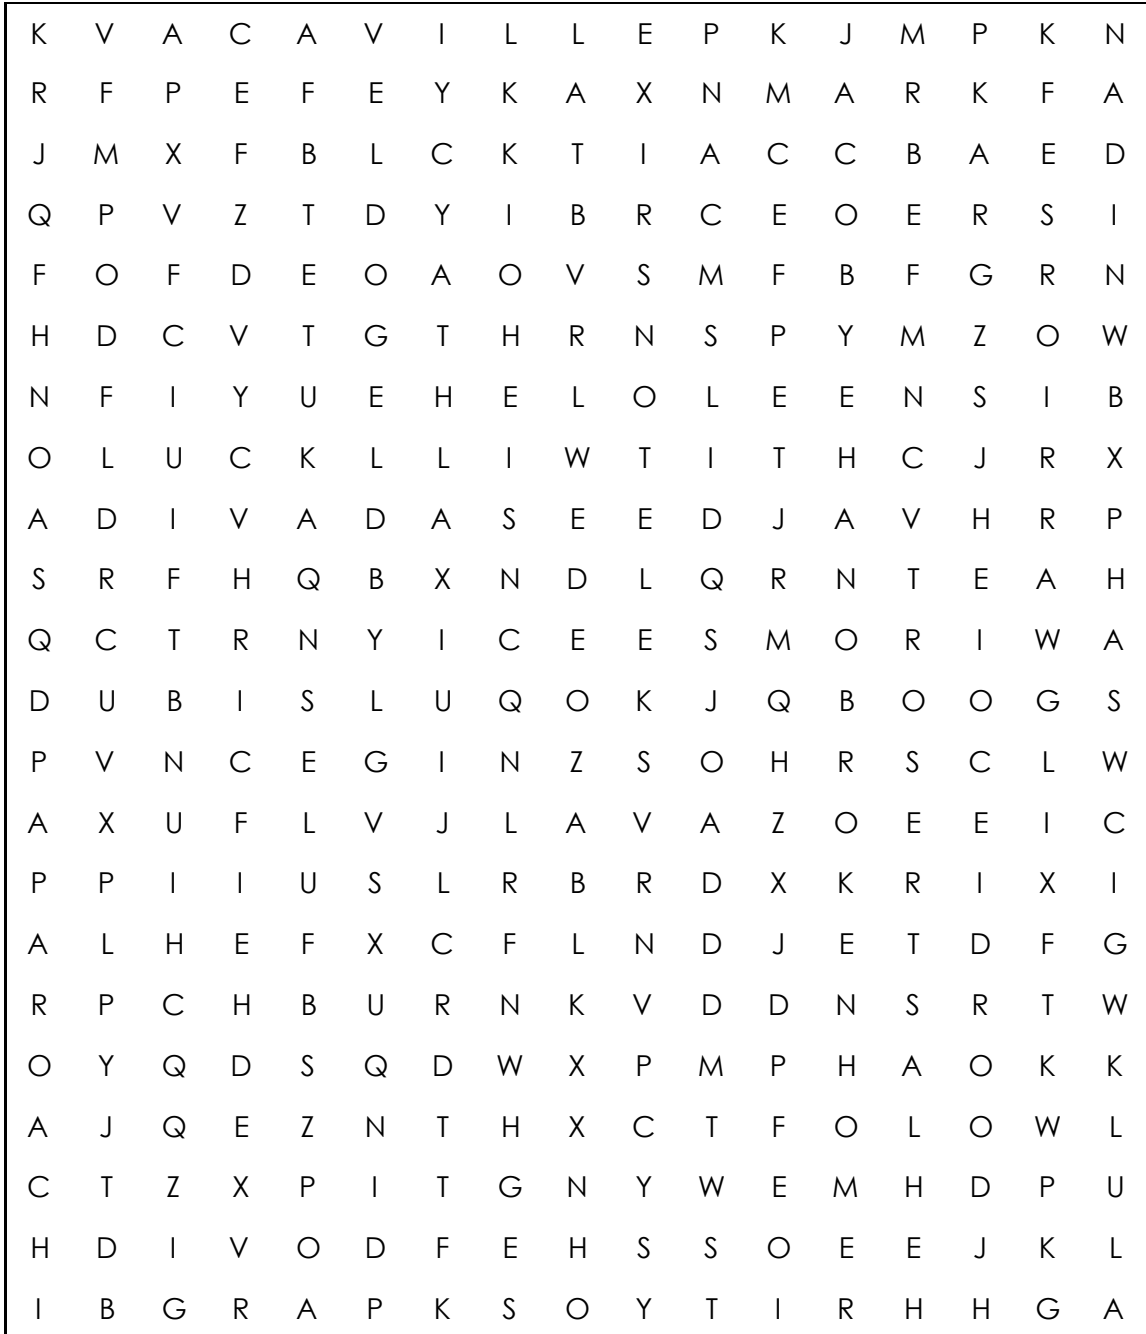 K V A C A V I L L E P K J M P K N
R F P E F E Y K A X N M A R K F A
J M X F B L C K T I A C C B A E D
Q P V Z T D Y I B R C E O E R S I
F O F D E O A O V S M F B F G R N
H D C V T G T H R N S P Y M Z O W
N F I Y U E H E L O L E E N S I B
O L U C K L L I W T I T H C J R X
A D I V A D A S E E D J A V H R P
S R F H Q B X N D L Q R N T E A H
Q C T R N Y I C E E S M O R I W A
D U B I S L U Q O K J Q B O O G S
P V N C E G I N Z S O H R S C L W
A X U F L V J L A V A Z O E E I C
P P I I U S L R B R D X K R I X I
A L H E F X C F L N D J E T D F G
R P C H B U R N K V D D N S R T W
O Y Q D S Q D W X P M P H A O K K
A J Q E Z N T H X C T F O L O W L
C T Z X P I T G N Y W E M H D P U
H D I V O D F E H S S O E E J K L
I B G R A P K S O Y T I R H H G A